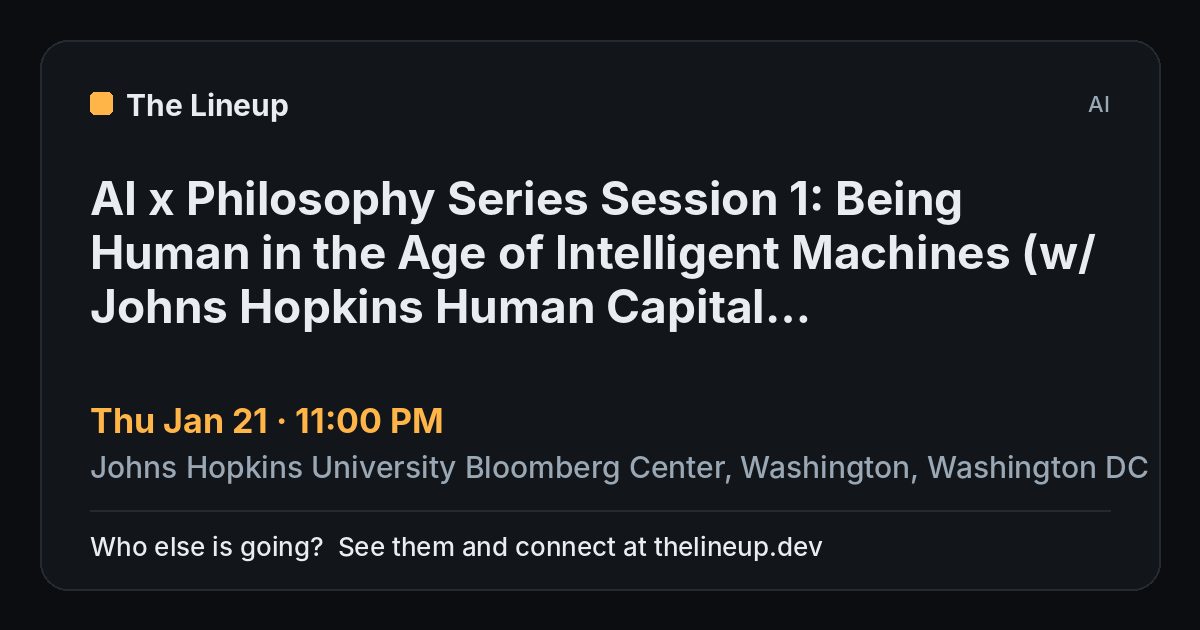 The Lineup
AI
AI x Philosophy Series Session 1: Being
Human in the Age of Intelligent Machines (w/
Johns Hopkins Human Capital...
Thu Jan 21 · 11:00 PM
Johns Hopkins University Bloomberg Center, Washington, Washington DC
Who else is going? See them and connect at thelineup.dev